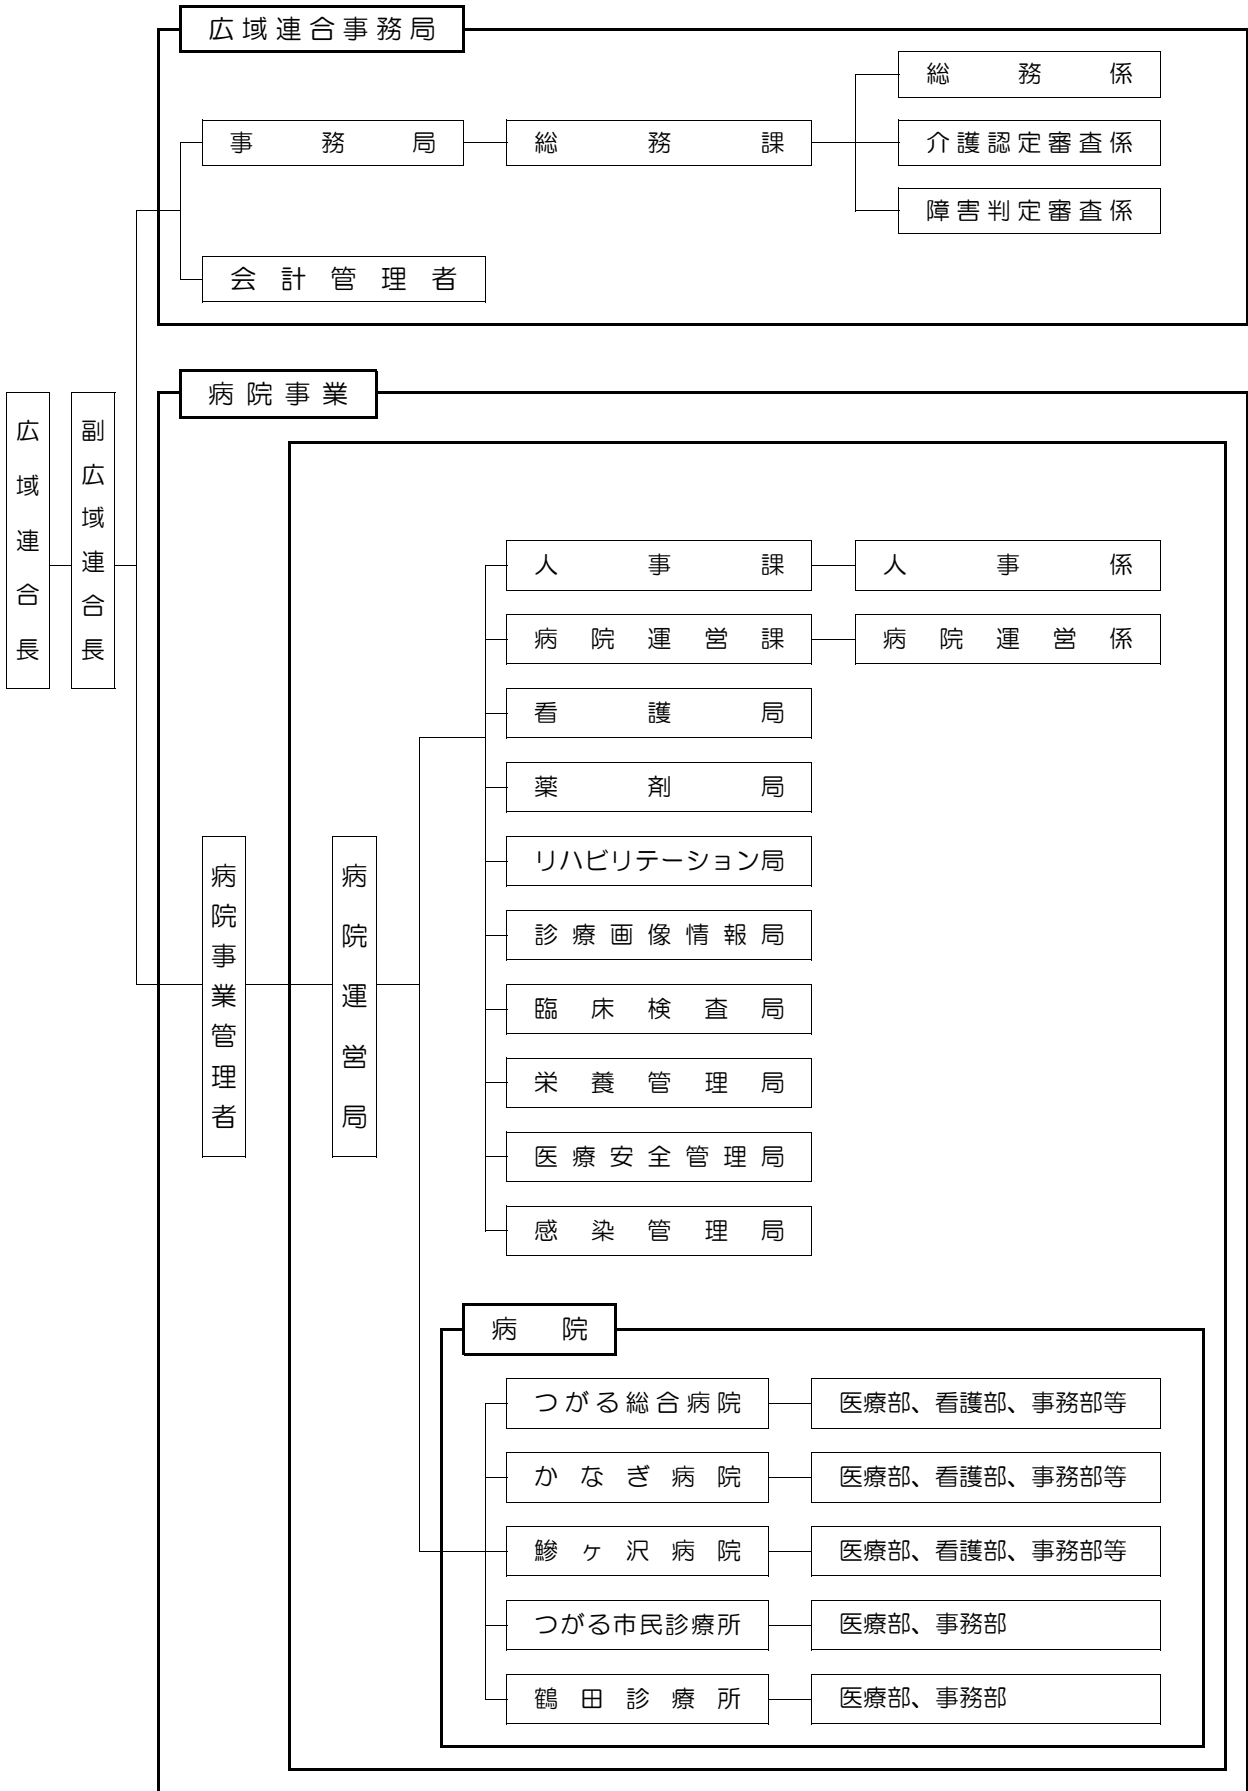 広域連合事務局
総務係
事務局
総務課
介護認定審査係
障害判定審査係
会計管理者
病院事業
広域連合長
副広域連合長
人事課
人事係
病院運営課
病院運営係
看護局
薬剤局
リハビリテーション局
病院事業管理者
病院運営局
診療画像情報局
臨床検査局
栄養管理局
医療安全管理局
感染管理局
病院
つがる総合病院
医療部、看護部、事務部等
かなぎ病院
医療部、看護部、事務部等
鰺ヶ沢病院
医療部、看護部、事務部等
つがる市民診療所
医療部、事務部
鶴田診療所
医療部、事務部